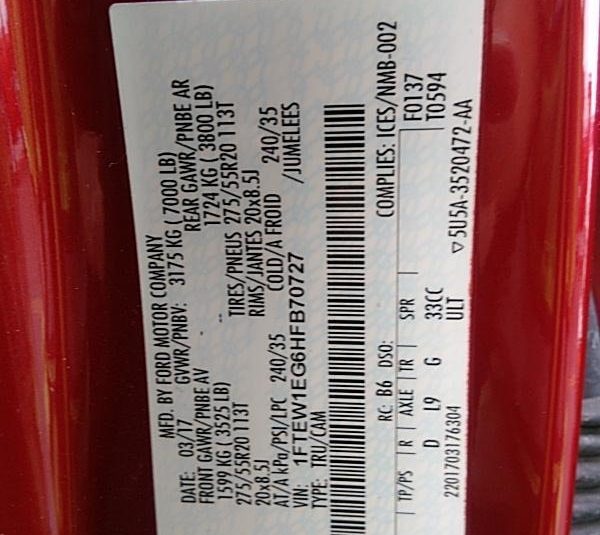 MFD. BY FORD MOTOR COMPANY
DATE: 03/17 GVWR/PNBV: 3175 KG ( 7000 LB)
FRONT GAWR/PNBE AV REAR GAWR/PNBE AR
1599 KG ( 3525 LB) 1724 KG ( 3800 LB)
275/55R20 113T TIRES/PNEUS 275/55R20 113T
20x8.5J RIMS/JANTES 20x8.5J
AT/A kPa/PSI/LPC 240/35 COLD/A FROID 240/35
VIN: 1FTEW1EG6HFB70727 /JUMELEES
TYPE: TRU/CAM
COMPLIES: ICES/NMB-002
RC: B6 DSO: F0137
T0594
TP/PS R AXLE TR SPR
D L9 G 33CC
ULT
2201703176304 ▽5U5A-3520472-AA